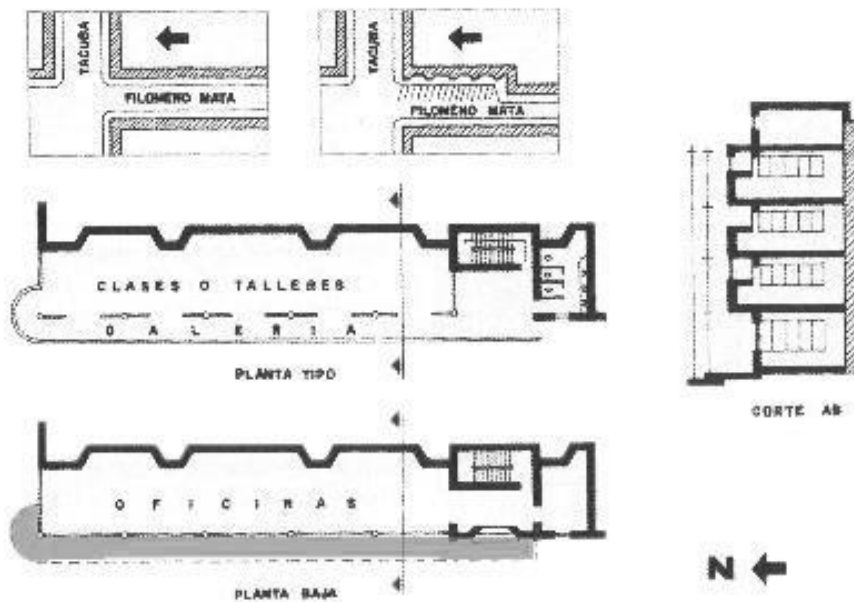 TACUBA
FILOMENO MATA
TACUBA
FILOMENO MATA
CLASES O TALLERES
GALERIA
PLANTA TIPO
CORTE AB
OFICINAS
PLANTA BAJA
N